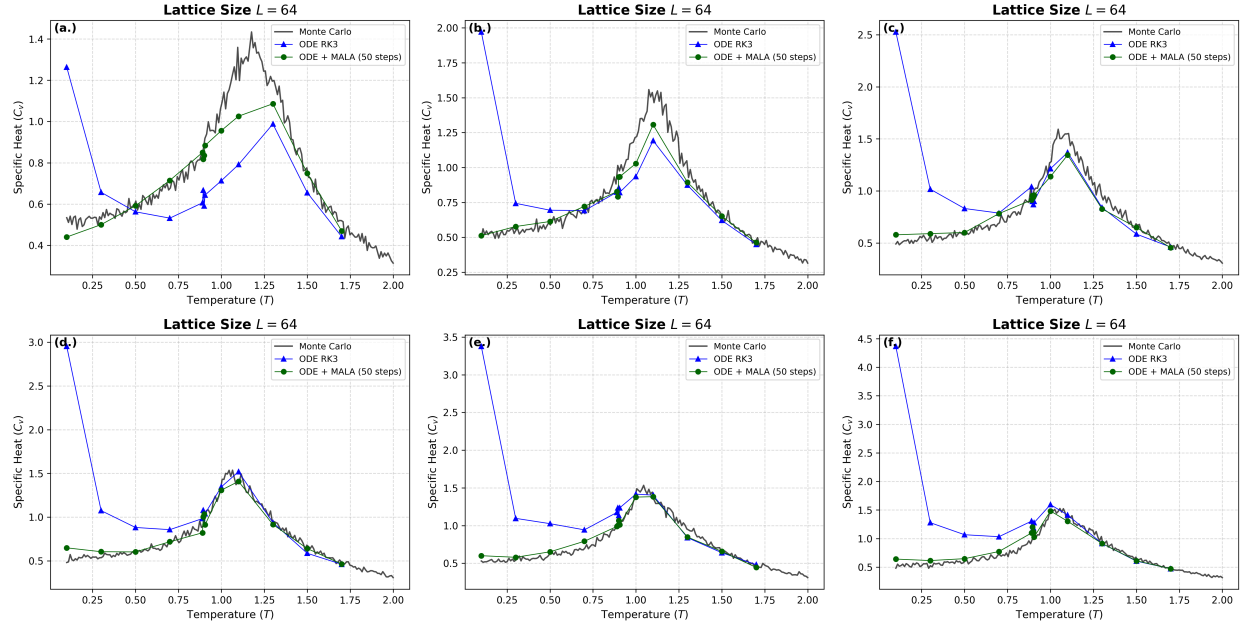 Lattice Size L = 64
(a.)
Monte Carlo
ODE RK3
ODE + MALA (50 steps)
Specific Heat (Cv)
1.4
1.2
1.0
0.8
0.6
0.4
0.25 0.50 0.75 1.00 1.25 1.50 1.75 2.00
Temperature (T)
Lattice Size L = 64
(b.)
Monte Carlo
ODE RK3
ODE + MALA (50 steps)
Specific Heat (Cv)
2.00
1.75
1.50
1.25
1.00
0.75
0.50
0.25
0.25 0.50 0.75 1.00 1.25 1.50 1.75 2.00
Temperature (T)
Lattice Size L = 64
(c.)
Monte Carlo
ODE RK3
ODE + MALA (50 steps)
Specific Heat (Cv)
2.5
2.0
1.5
1.0
0.5
0.25 0.50 0.75 1.00 1.25 1.50 1.75 2.00
Temperature (T)
Lattice Size L = 64
(d.)
Monte Carlo
ODE RK3
ODE + MALA (50 steps)
Specific Heat (Cv)
3.0
2.5
2.0
1.5
1.0
0.5
0.25 0.50 0.75 1.00 1.25 1.50 1.75 2.00
Temperature (T)
Lattice Size L = 64
(e.)
Monte Carlo
ODE RK3
ODE + MALA (50 steps)
Specific Heat (Cv)
3.5
3.0
2.5
2.0
1.5
1.0
0.5
0.25 0.50 0.75 1.00 1.25 1.50 1.75 2.00
Temperature (T)
Lattice Size L = 64
(f.)
Monte Carlo
ODE RK3
ODE + MALA (50 steps)
Specific Heat (Cv)
4.5
4.0
3.5
3.0
2.5
2.0
1.5
1.0
0.5
0.25 0.50 0.75 1.00 1.25 1.50 1.75 2.00
Temperature (T)